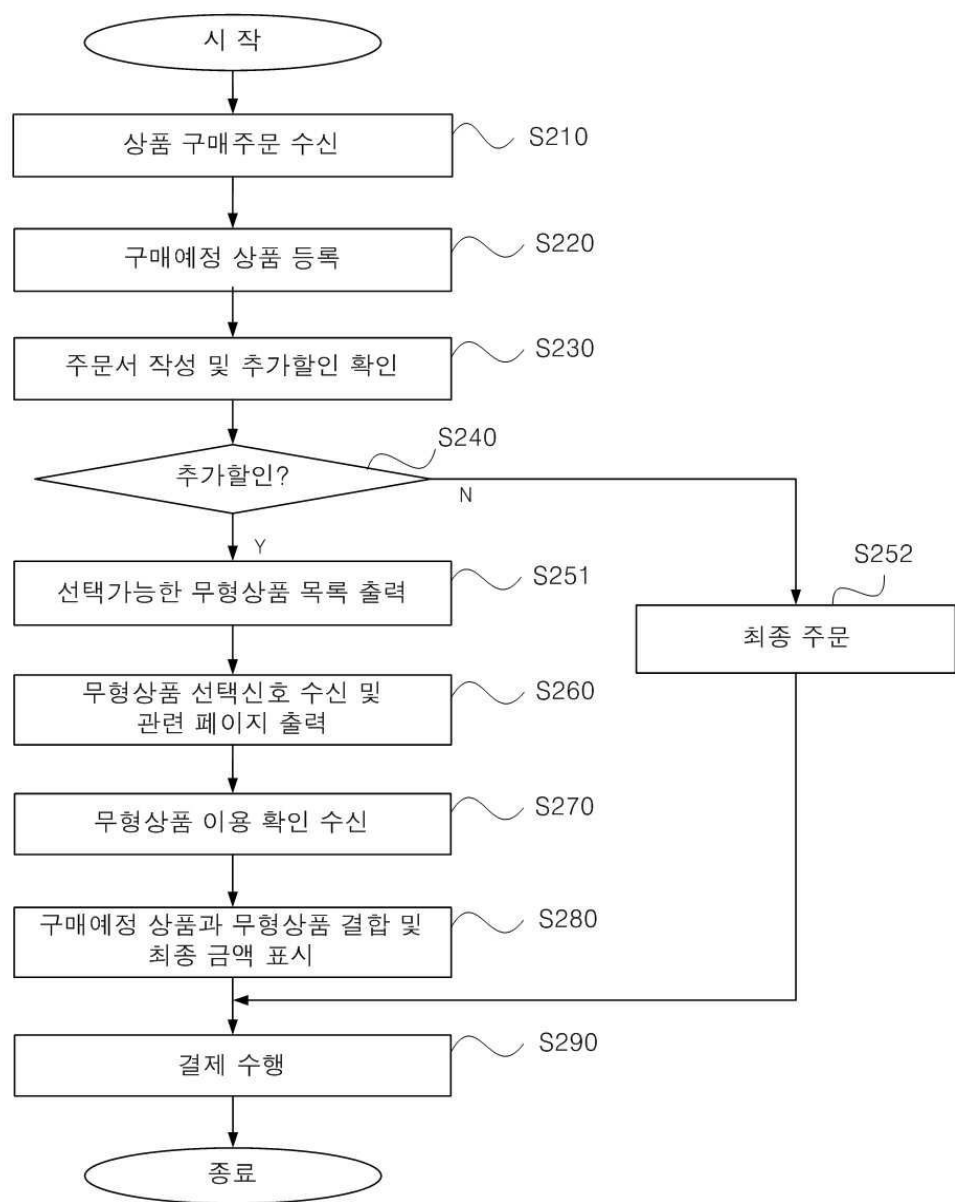 시 작
상품 구매주문 수신
S210
구매예정 상품 등록
S220
주문서 작성 및 추가할인 확인
S230
추가할인?
S240
N
Y
선택가능한 무형상품 목록 출력
S251
S252
최종 주문
무형상품 선택신호 수신 및
관련 페이지 출력
S260
무형상품 이용 확인 수신
S270
구매예정 상품과 무형상품 결합 및
최종 금액 표시
S280
결제 수행
S290
종료